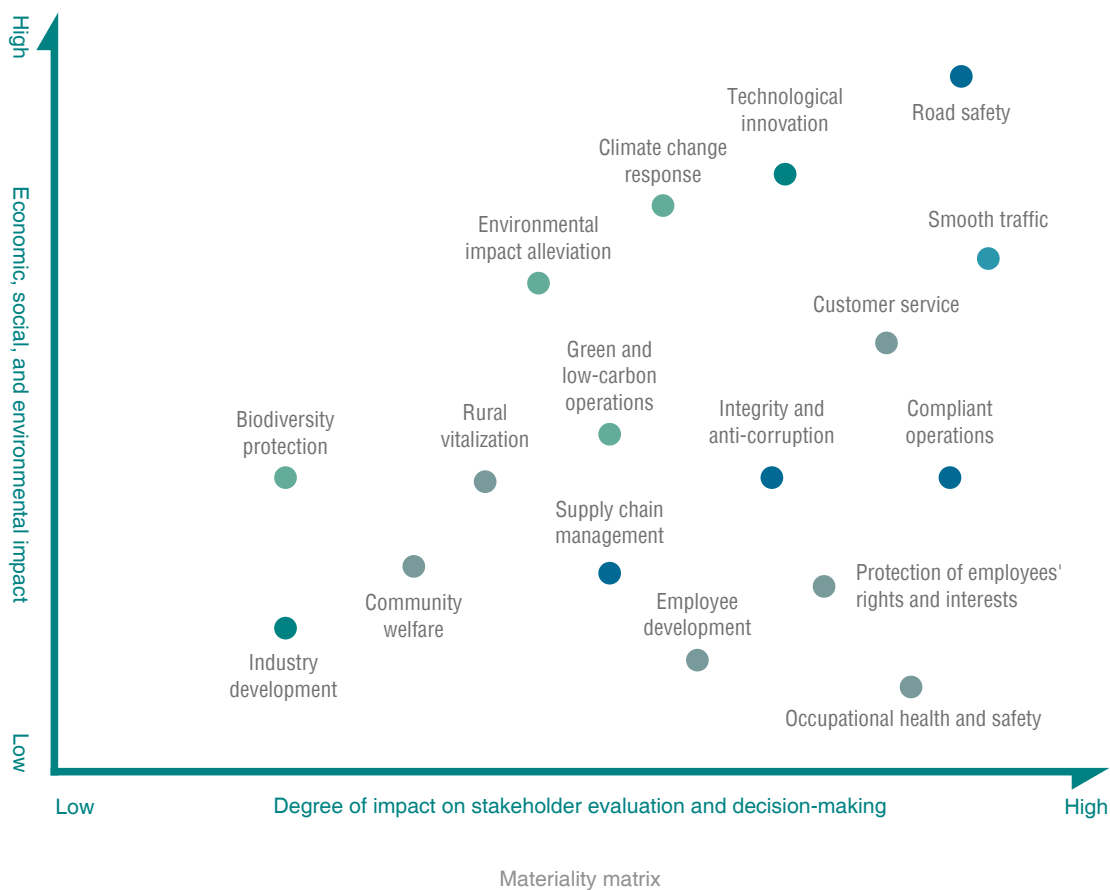 High
Economic, social, and environmental impact
Low
Road safety
Technological
innovation
Climate change
response
Smooth traffic
Environmental
impact alleviation
Customer service
Green and
low-carbon
operations
Biodiversity
protection
Rural
vitalization
Integrity and
anti-corruption
Compliant
operations
Supply chain
management
Protection of employees'
rights and interests
Community
welfare
Employee
development
Industry
development
Occupational health and safety
Low
Degree of impact on stakeholder evaluation and decision-making
High
Materiality matrix